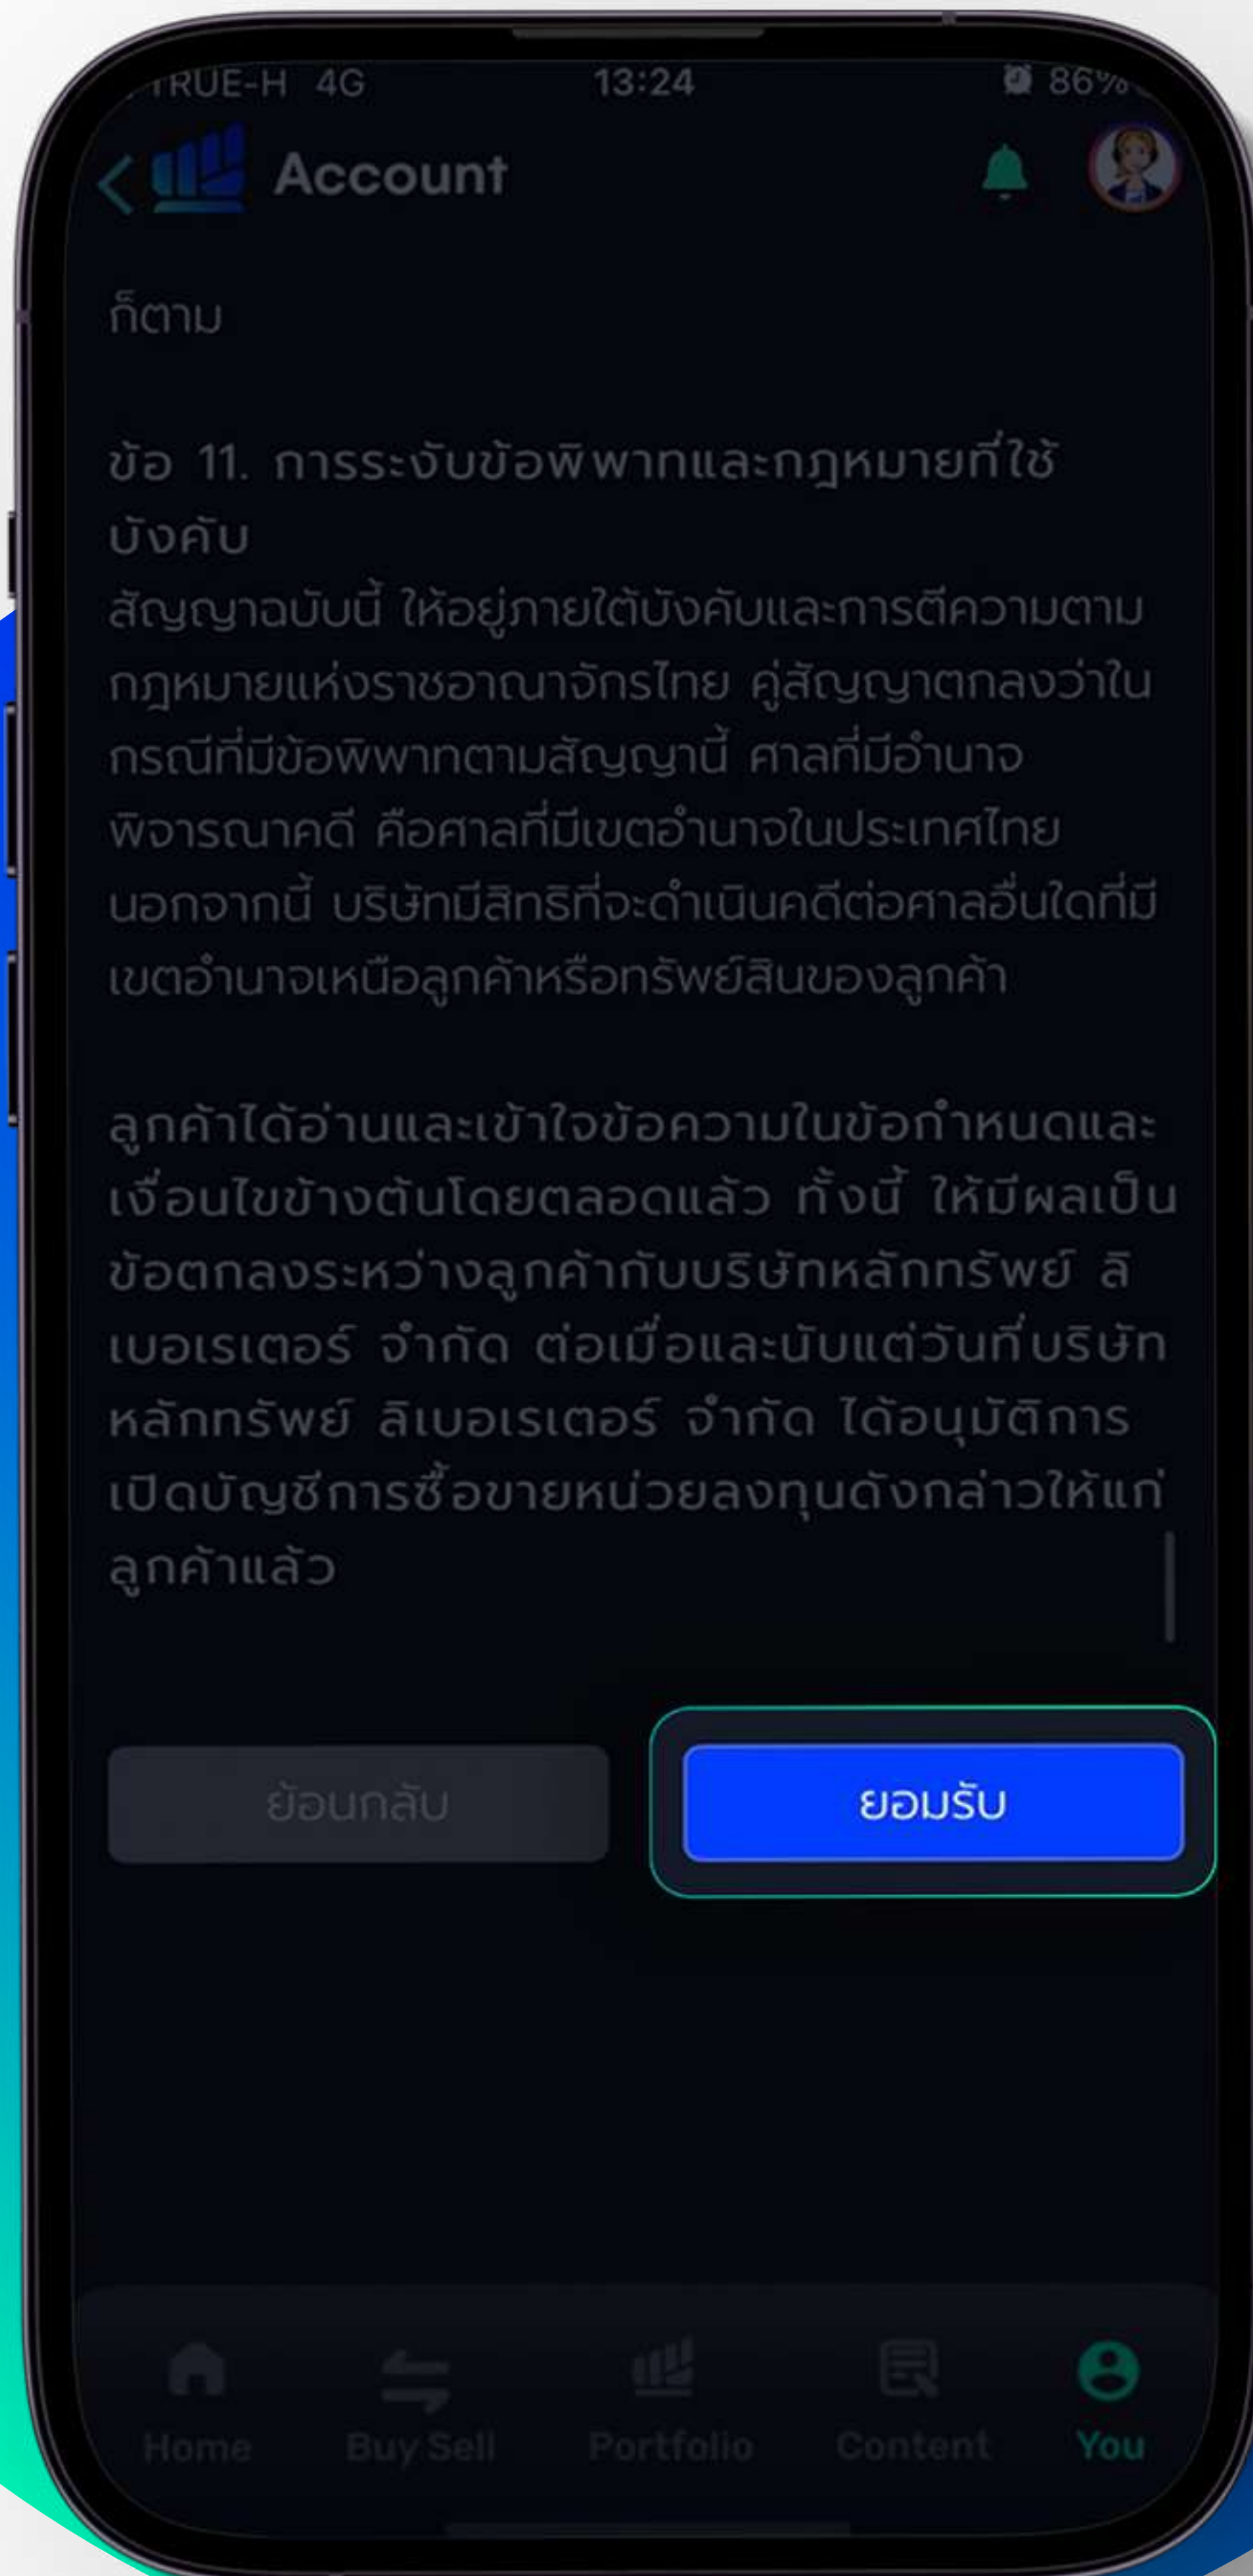 TRUE-H 4G 13:24 86%
Account
ก็ตาม
ข้อ 11. การระงับข้อพิพาทและกฎหมายที่ใช้
บังคับ
สัญญาฉบับนี้ ให้อยู่ภายใต้บังคับและการตีความตาม
กฎหมายแห่งราชอาณาจักรไทย คู่สัญญาตกลงว่าใน
กรณีที่มีข้อพิพาทตามสัญญานี้ ศาลที่มีอำนาจ
พิจารณาคดี คือศาลที่มีเขตอำนาจในประเทศไทย
นอกจากนี้ บริษัทมีสิทธิที่จะดำเนินคดีต่อศาลอื่นใดที่มี
เขตอำนาจเหนือลูกค้าหรือทรัพย์สินของลูกค้า
ลูกค้าได้อ่านและเข้าใจข้อความในข้อกำหนดและ
เงื่อนไขข้างต้นโดยตลอดแล้ว ทั้งนี้ ให้มีผลเป็น
ข้อตกลงระหว่างลูกค้ากับบริษัทหลักทรัพย์ ลิ
เบอเรเตอร์ จำกัด ต่อเมื่อและนับแต่วันที่บริษัท
หลักทรัพย์ ลิเบอเรเตอร์ จำกัด ได้อนุมัติการ
เปิดบัญชีการซื้อขายหน่วยลงทุนดังกล่าวให้แก่
ลูกค้าแล้ว
ย้อนกลับ ยอมรับ
Home Buy Sell Portfolio Content You